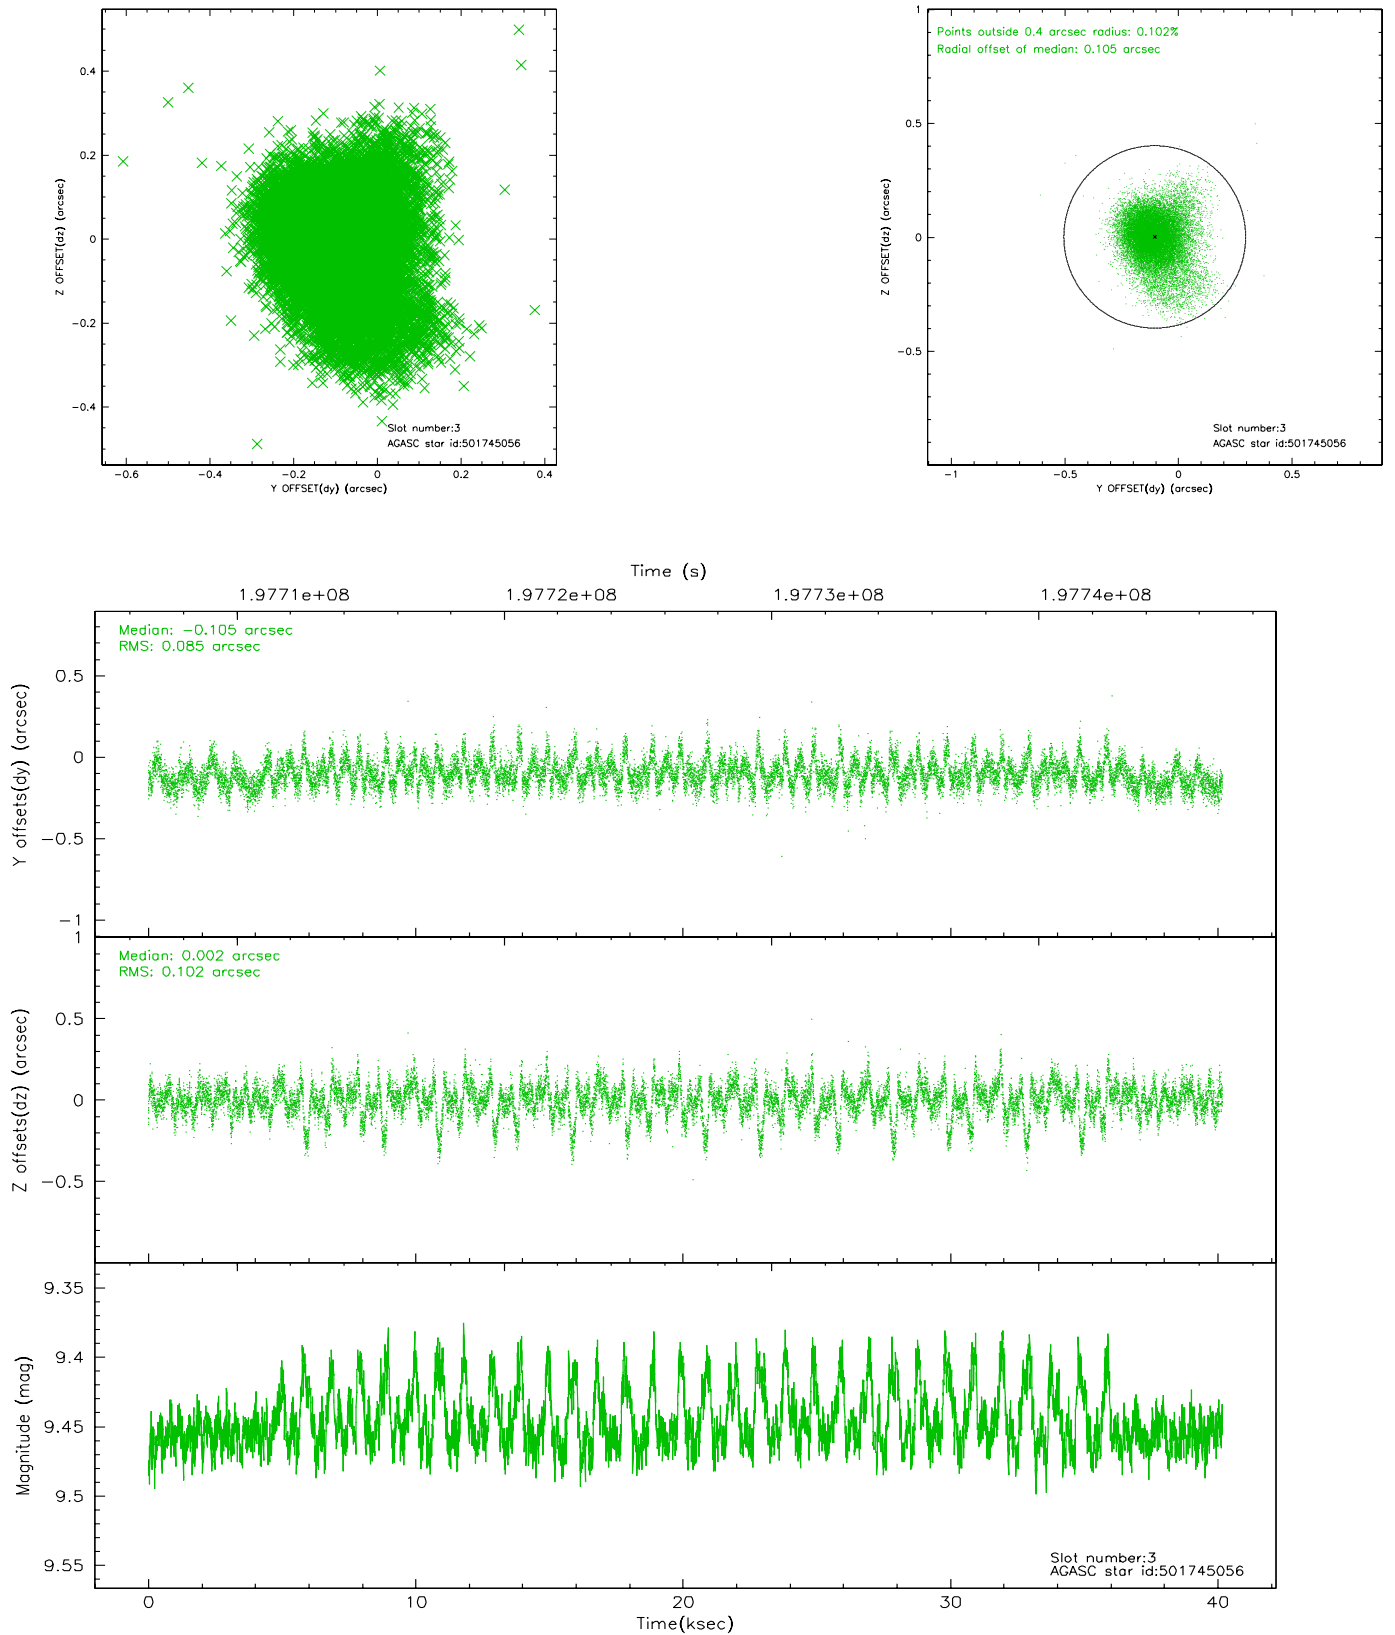 0.4
0.2
0
-0.2
-0.4
Z OFFSET(dz) (arcsec)
Slot number:3
AGASC star id:501745056
-0.6 -0.4 -0.2 0 0.2 0.4
Y OFFSET(dy) (arcsec)
Points outside 0.4 arcsec radius: 0.102%
Radial offset of median: 0.105 arcsec
1
0.5
0
-0.5
Z OFFSET(dz) (arcsec)
Slot number:3
AGASC star id:501745056
-1 -0.5 0 0.5
Y OFFSET(dy) (arcsec)
Time (s)
1.9771e+08 1.9772e+08 1.9773e+08 1.9774e+08
Median: -0.105 arcsec
RMS: 0.085 arcsec
0.5
0
-0.5
-1
Y offsets(dy) (arcsec)
Median: 0.002 arcsec
RMS: 0.102 arcsec
1
0.5
0
-0.5
Z offsets(dz) (arcsec)
9.35
9.4
9.45
9.5
9.55
Magnitude (mag)
Slot number:3
AGASC star id:501745056
0 10 20 30 40
Time(ksec)